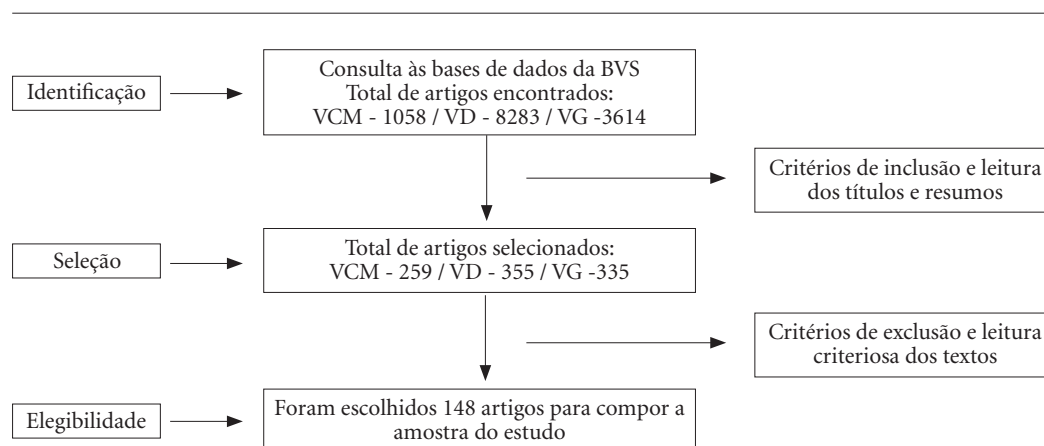 Identificação
Consulta às bases de dados da BVS
Total de artigos encontrados:
VCM - 1058 / VD - 8283 / VG -3614
Critérios de inclusão e leitura
dos títulos e resumos
Seleção
Total de artigos selecionados:
VCM - 259 / VD - 355 / VG -335
Critérios de exclusão e leitura
criteriosa dos textos
Elegibilidade
Foram escolhidos 148 artigos para compor a
amostra do estudo